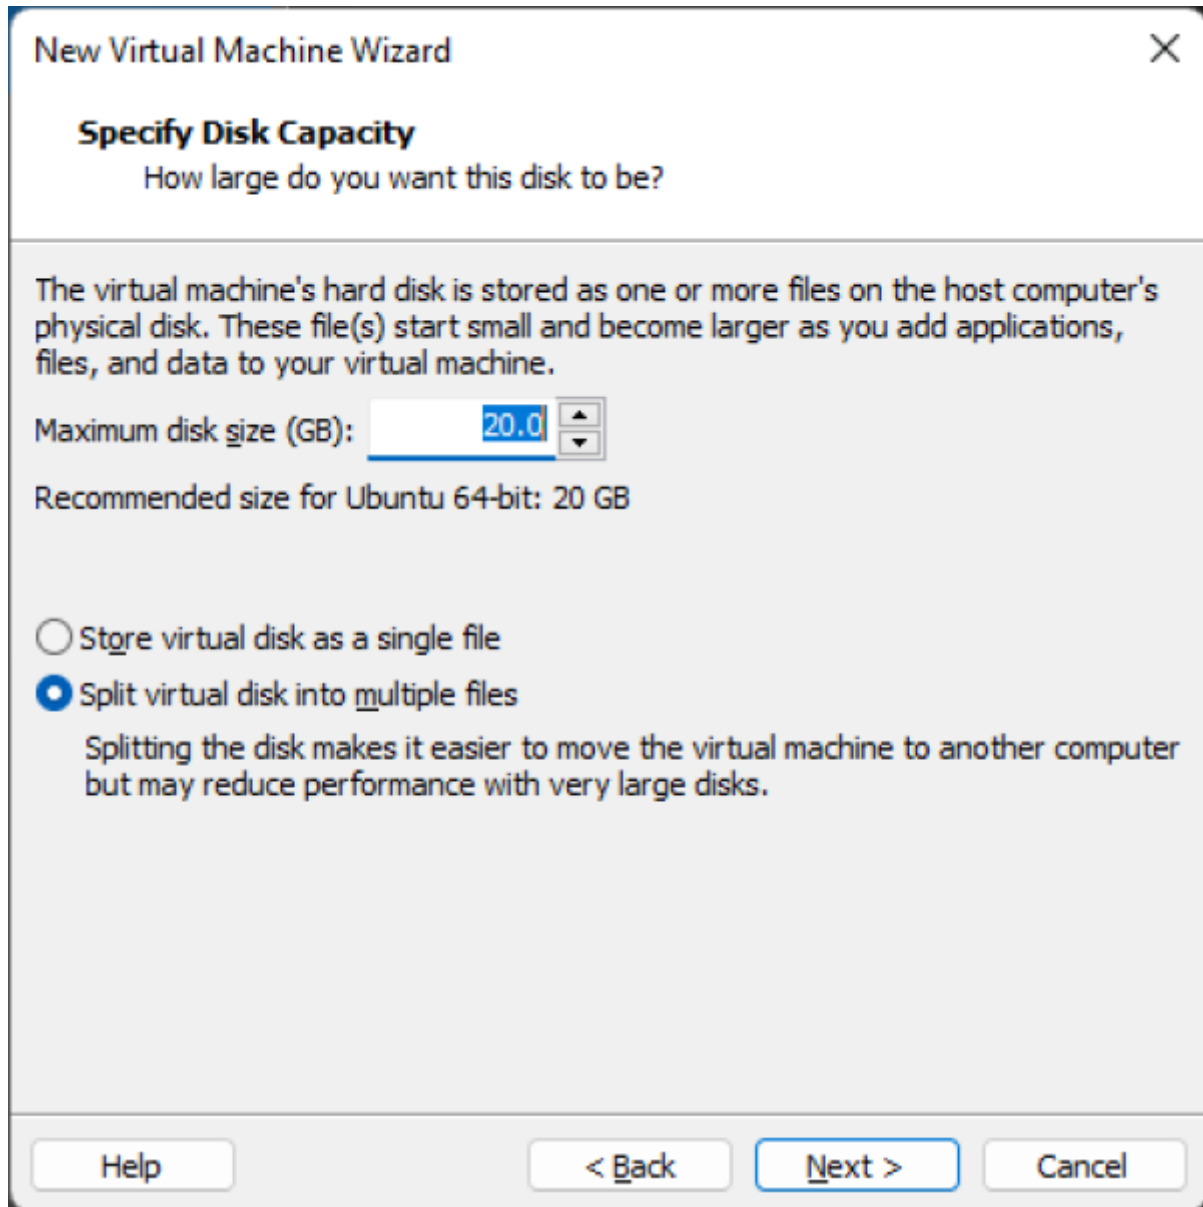 New Virtual Machine Wizard
Specify Disk Capacity
How large do you want this disk to be?
The virtual machine's hard disk is stored as one or more files on the host computer's
physical disk. These file(s) start small and become larger as you add applications,
files, and data to your virtual machine.
Maximum disk size (GB): 20.0
Recommended size for Ubuntu 64-bit: 20 GB
Store virtual disk as a single file
Split virtual disk into multiple files
Splitting the disk makes it easier to move the virtual machine to another computer
but may reduce performance with very large disks.
Help < Back Next > Cancel